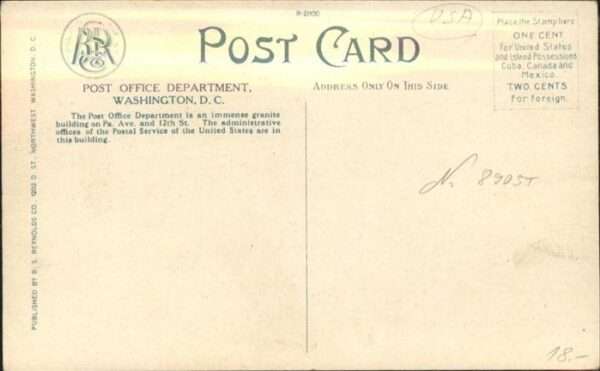 USA
POST CARD
Place the Stamp here
ONE CENT
For United States
and Island Possessions
Cuba, Canada and
Mexico.
TWO CENTS
For Foreign.
POST OFFICE DEPARTMENT,
WASHINGTON, D. C.
ADDRESS ONLY ON THIS SIDE
The Post Office Department is an immense granite
building on Pa. Ave. and 12th St. The administrative
offices of the Postal Service of the United States are in
this building.
PUBLISHED BY B. S. REYNOLDS CO. 1202 D ST. NORTHWEST WASHINGTON, D. C.
18.-